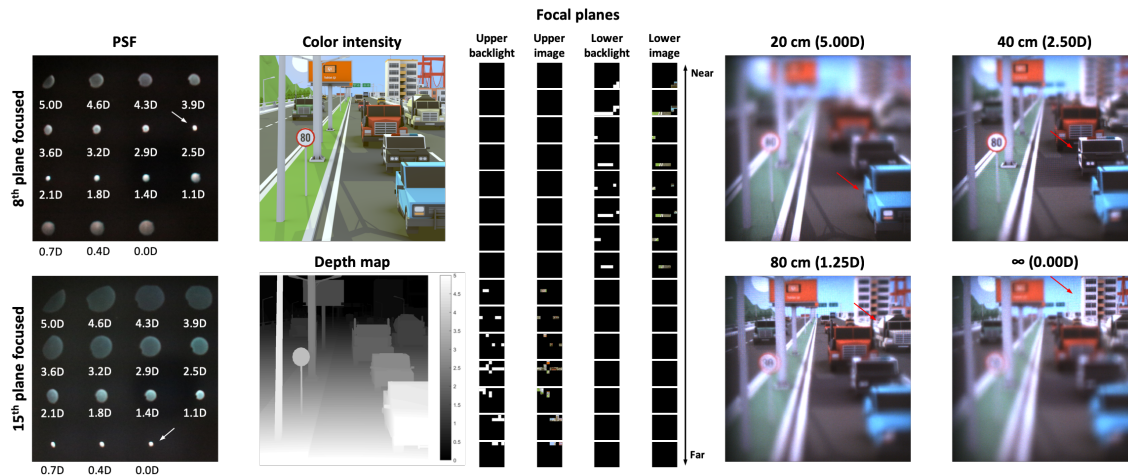 Focal planes
PSF
Color intensity
Upper backlight
Upper image
Lower backlight
Lower image
20 cm (5.00D)
40 cm (2.50D)
8th plane focused
5.0D 4.6D 4.3D 3.9D
3.6D 3.2D 2.9D 2.5D
2.1D 1.8D 1.4D 1.1D
0.7D 0.4D 0.0D
80
Near
80
80
Depth map
5
4.5
4
3.5
3
2.5
2
1.5
1
0.5
0
80 cm (1.25D)
∞ (0.00D)
15th plane focused
5.0D 4.6D 4.3D 3.9D
3.6D 3.2D 2.9D 2.5D
2.1D 1.8D 1.4D 1.1D
0.7D 0.4D 0.0D
Far